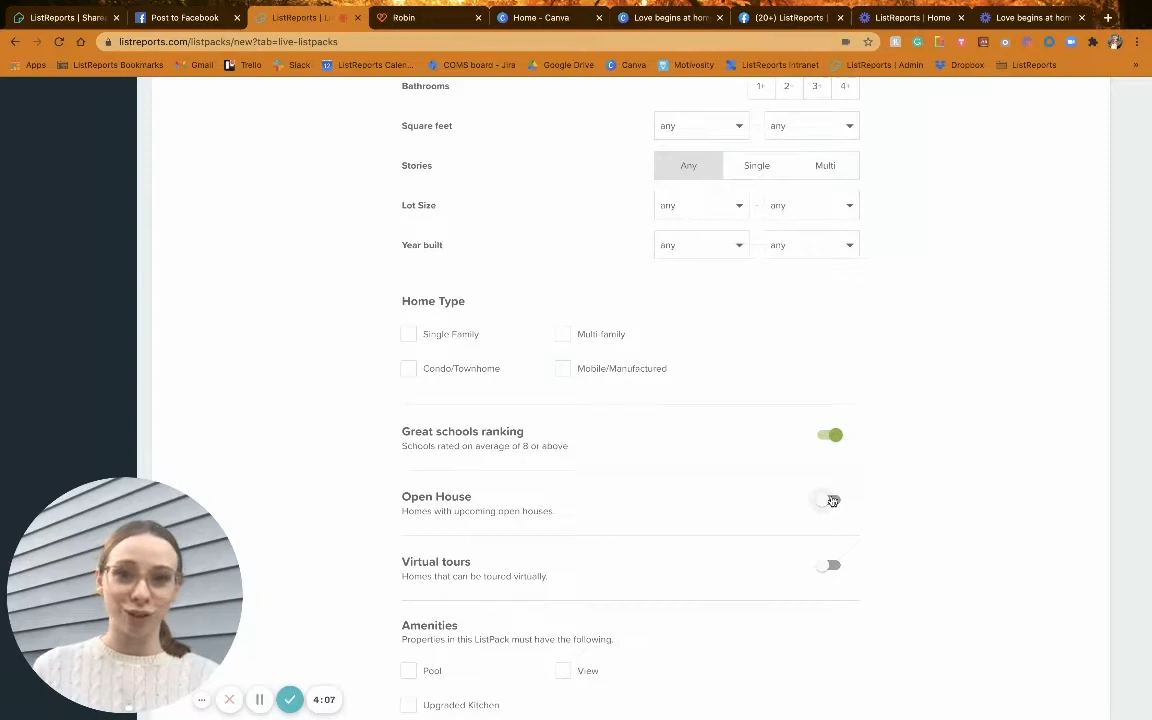 ListReports | Share
Post to Facebook
ListReports | Li
Robin
Home - Canva
Love begins at hom
(20+) ListReports |
ListReports | Home
Love begins at hom
listreports.com/listpacks/new?tab=live-listpacks
Apps ListReports Bookmarks Gmail Trello Slack ListReports Calen... COMS board - Jira Google Drive Canva Motivosity ListReports Intranet ListReports | Admin Dropbox ListReports »
Bathrooms 1+ 2+ 3+ 4+
Square feet any - any
Stories Any Single Multi
Lot Size any - any
Year built any any
Home Type
Single Family Multi-family
Condo/Townhome Mobile/Manufactured
Great schools ranking
Schools rated on average of 8 or above
Open House
Homes with upcoming open houses.
Virtual tours
Homes that can be toured virtually.
Amenities
Properties in this ListPack must have the following.
Pool View
Upgraded Kitchen
4:07